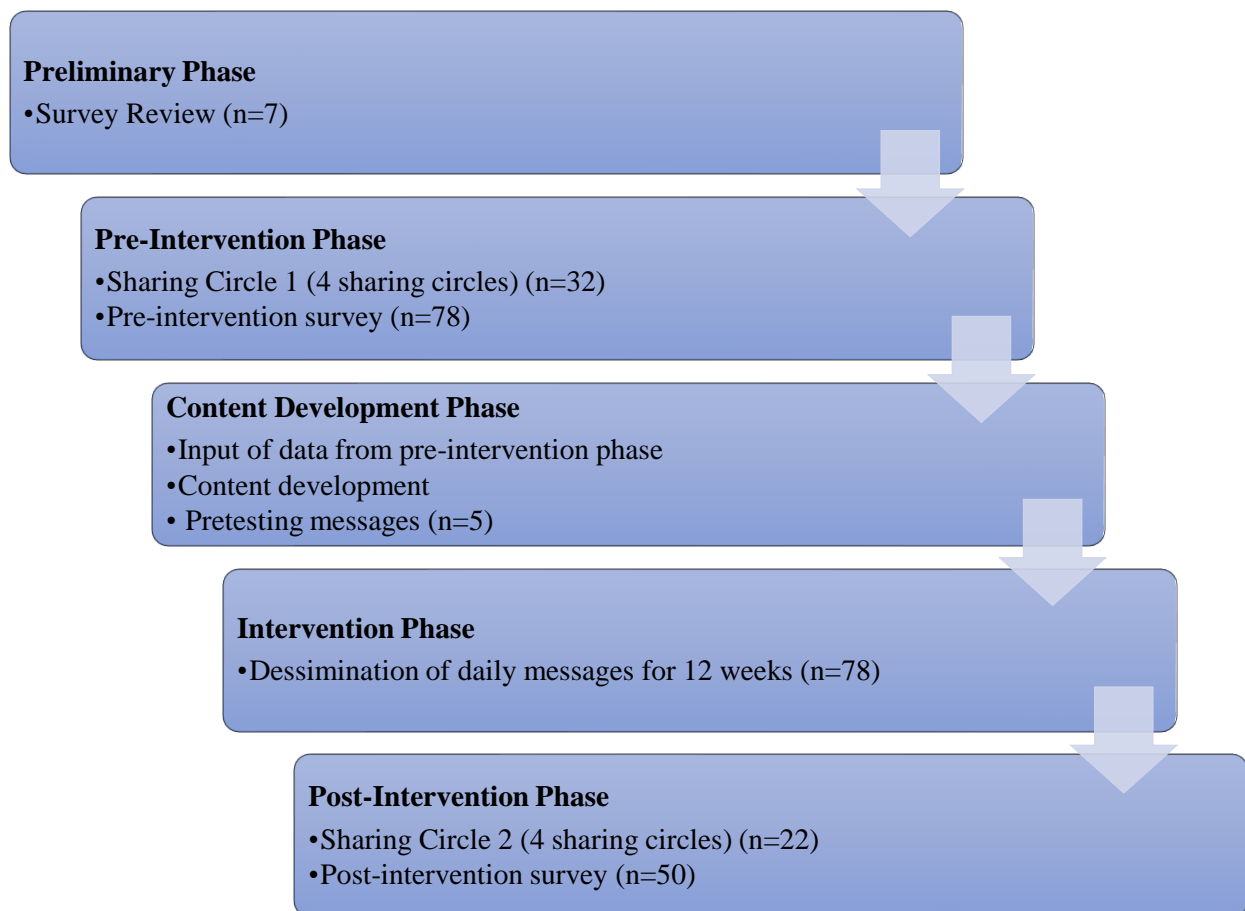 Preliminary Phase
•Survey Review (n=7)
Pre-Intervention Phase
•Sharing Circle 1 (4 sharing circles) (n=32)
•Pre-intervention survey (n=78)
Content Development Phase
•Input of data from pre-intervention phase
•Content development
• Pretesting messages (n=5)
Intervention Phase
•Dessimination of daily messages for 12 weeks (n=78)
Post-Intervention Phase
•Sharing Circle 2 (4 sharing circles) (n=22)
•Post-intervention survey (n=50)